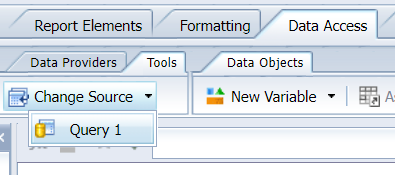 Report Elements Formatting Data Access
Data Providers Tools Data Objects
Change Source New Variable
Query 1